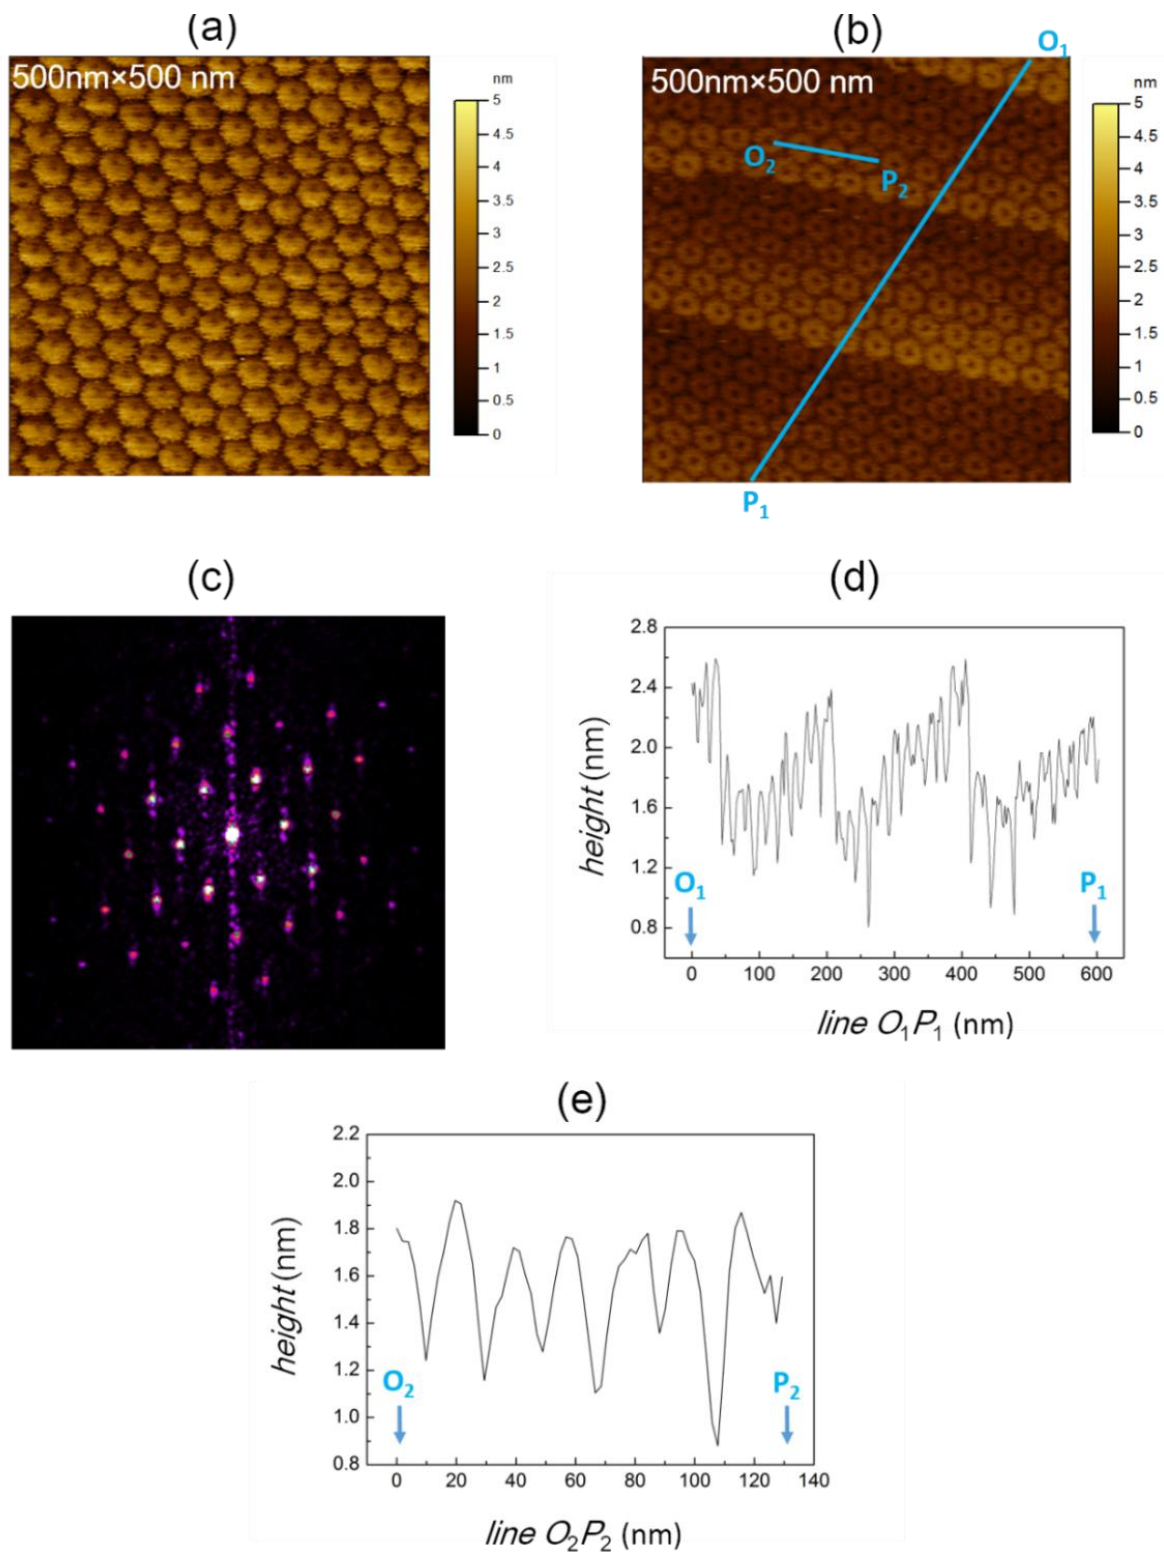 (a)
500nm×500 nm
nm
5
4.5
4
3.5
3
2.5
2
1.5
1
0.5
0
(b)
500nm×500 nm
O1
O2
P2
P1
nm
5
4.5
4
3.5
3
2.5
2
1.5
1
0.5
0
(c)
(d)
height (nm)
2.8
2.4
2.0
1.6
1.2
0.8
O1
P1
0 100 200 300 400 500 600
line O1P1 (nm)
(e)
height (nm)
2.2
2.0
1.8
1.6
1.4
1.2
1.0
0.8
O2
P2
0 20 40 60 80 100 120 140
line O2P2 (nm)